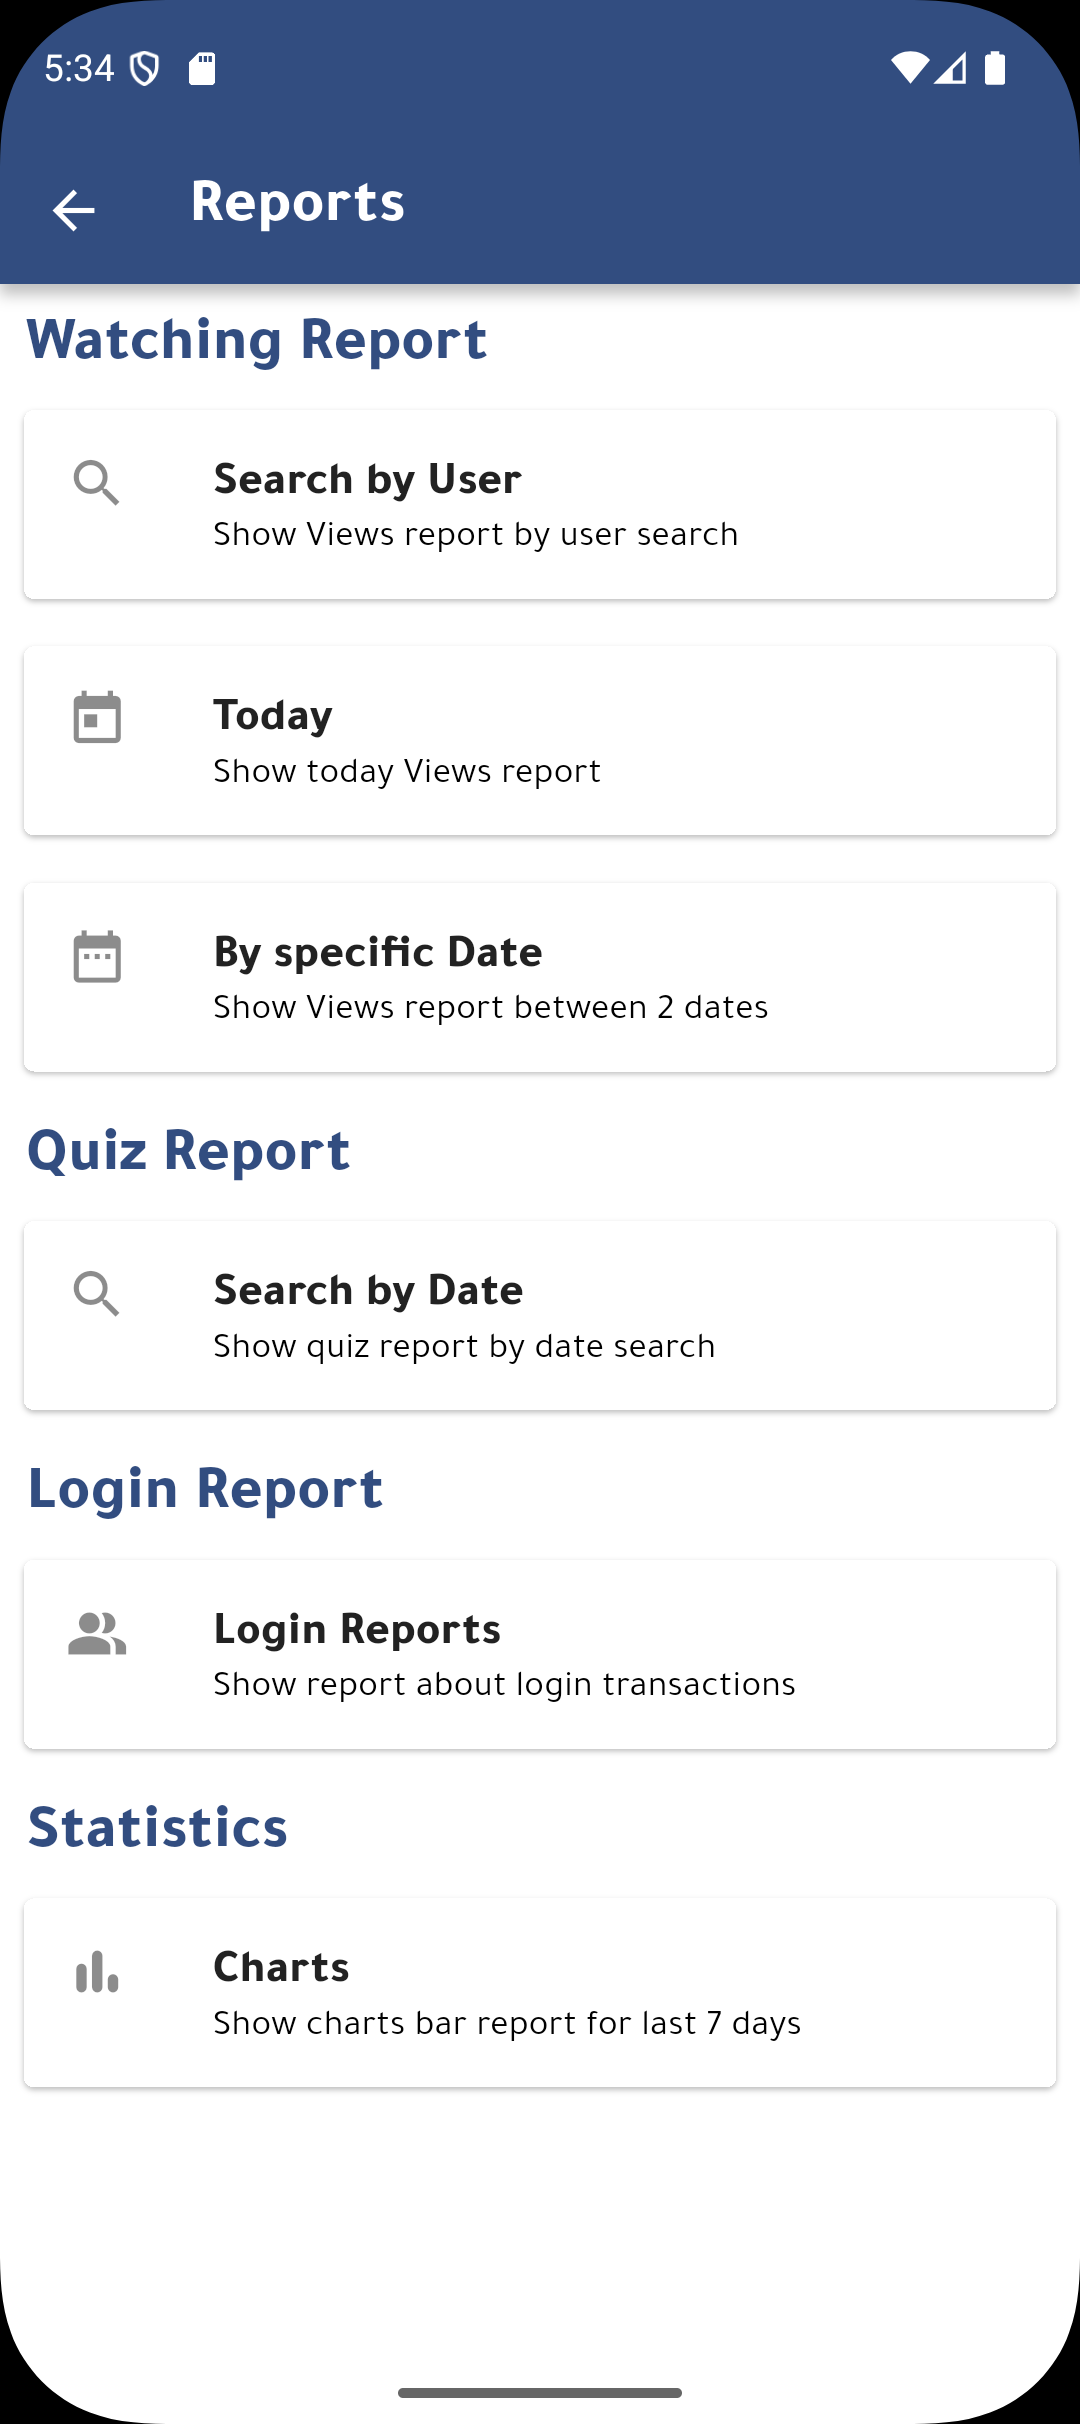 5:34
Reports
Watching Report
Search by User
Show Views report by user search
Today
Show today Views report
By specific Date
Show Views report between 2 dates
Quiz Report
Search by Date
Show quiz report by date search
Login Report
Login Reports
Show report about login transactions
Statistics
Charts
Show charts bar report for last 7 days